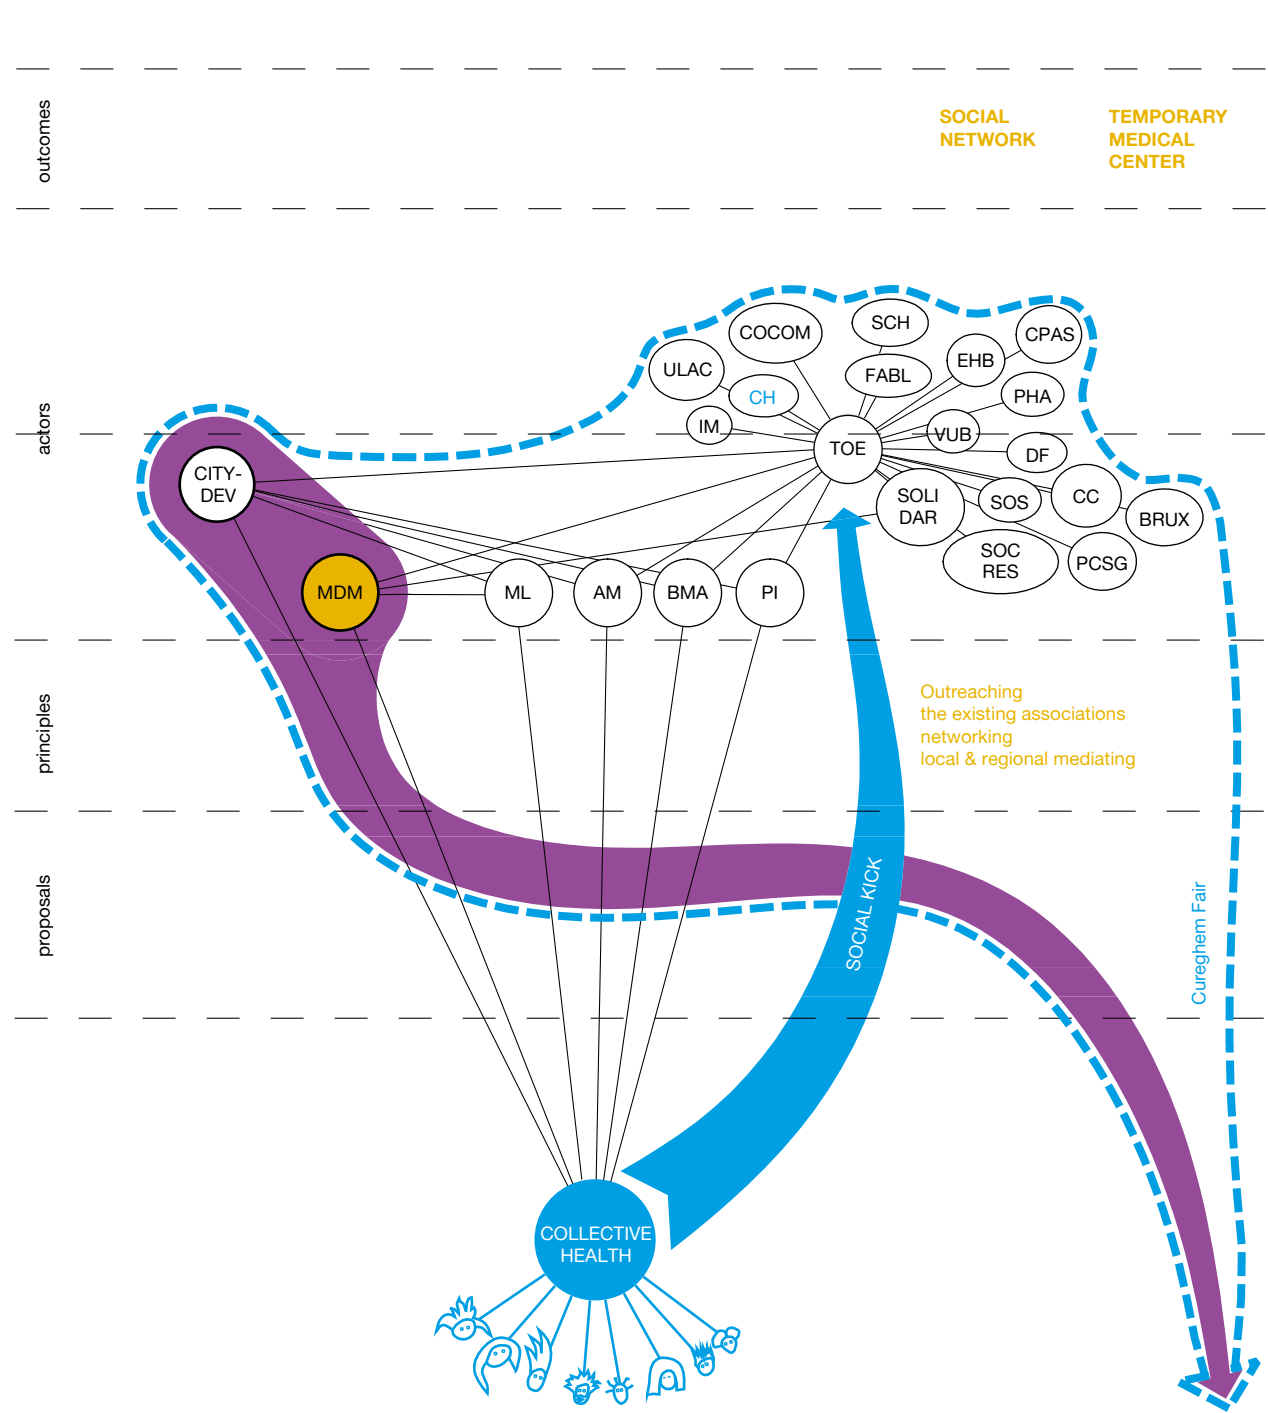 outcomes
SOCIAL
NETWORK
TEMPORARY
MEDICAL
CENTER
actors
COCOM
SCH
CPAS
ULAC
FABL
EHB
CH
PHA
IM
TOE
VUB
DF
CITY-
DEV
SOLI
DAR
SOS
CC
BRUX
SOC
RES
PCSG
MDM
ML
AM
BMA
PI
principles
Outreaching
the existing associations
networking
local & regional mediating
proposals
SOCIAL KICK
Cureghem Fair
COLLECTIVE
HEALTH